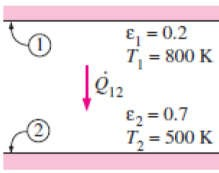 ① ε₁ = 0.2
T₁ = 800 K
Q̇₁₂
② ε₂ = 0.7
T₂ = 500 K